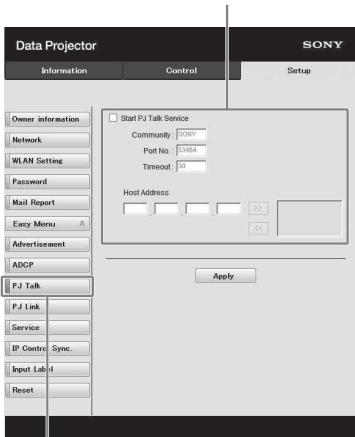 Data Projector
SONY
Information
Control
Setup
Owner information
Network
WLAN Setting
Password
Mail Report
Easy Menu
Advertisement
ADCP
PJ Talk
PJ Link
Service
IP Control Sync.
Input Label
Reset
Start PJ Talk Service
Community : SONY
Port No. : 53484
Timeout : 30
Host Address
. . .
>>
<<
Apply